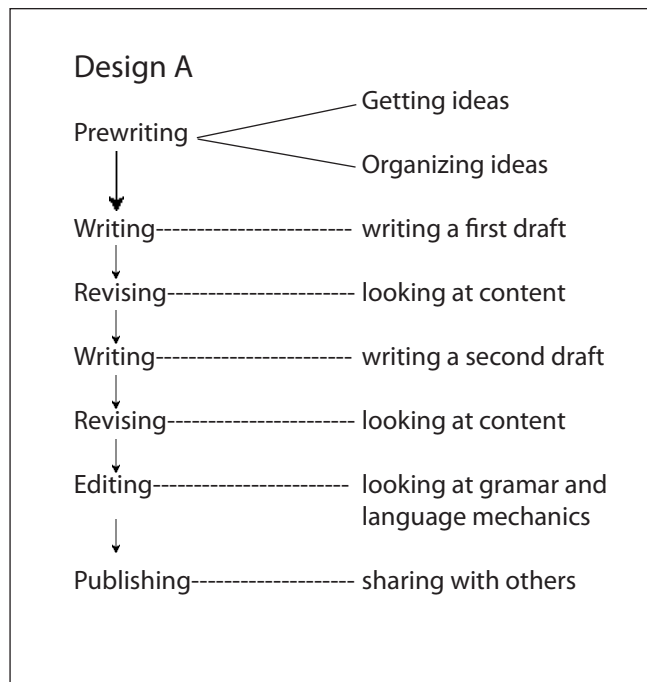 Design A
Getting ideas
Prewriting
Organizing ideas
Writing----------------------------- writing a first draft
Revising---------------------------- looking at content
Writing----------------------------- writing a second draft
Revising---------------------------- looking at content
Editing----------------------------- looking at gramar and
language mechanics
Publishing------------------------ sharing with others